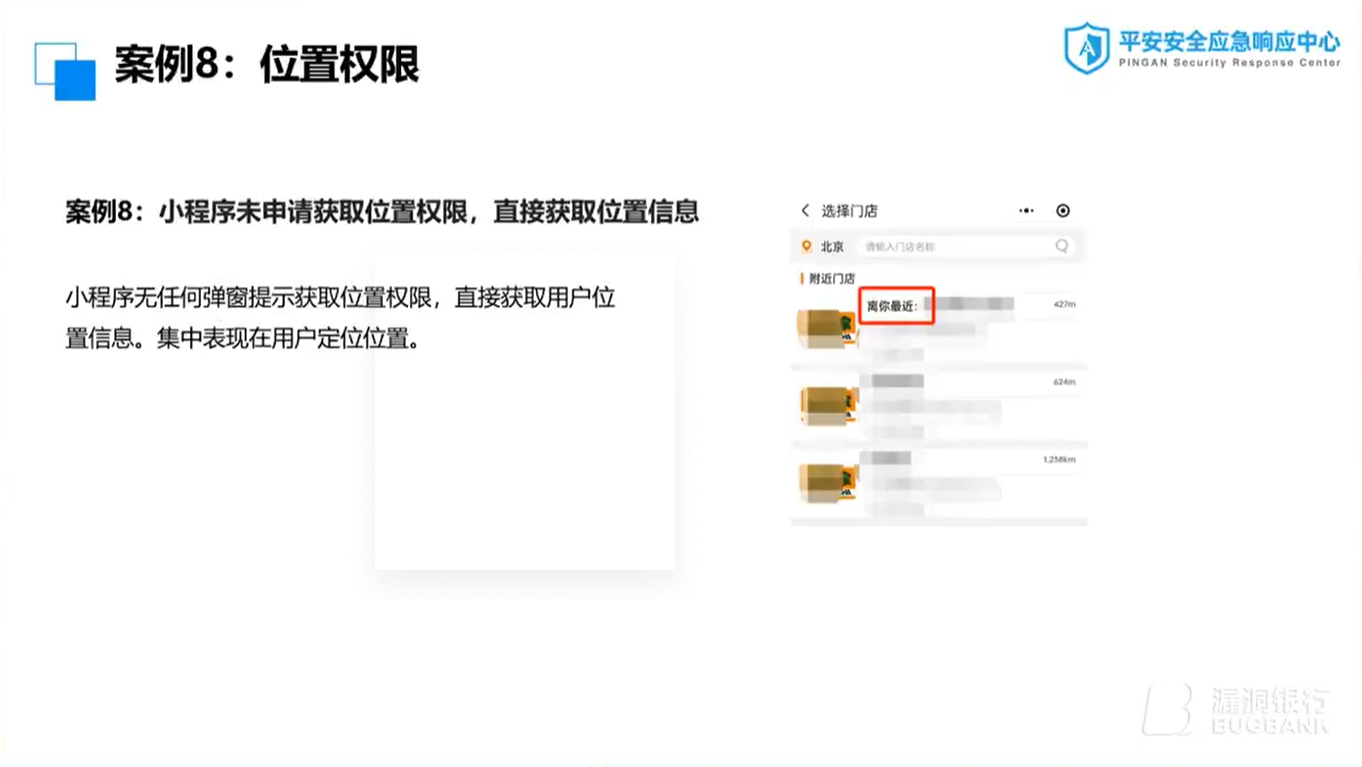 案例8：位置权限
平安安全应急响应中心
PINGAN Security Response Center
案例8：小程序未申请获取位置权限，直接获取位置信息
小程序无任何弹窗提示获取位置权限，直接获取用户位
置信息。集中表现在用户定位位置。
选择门店
北京
请输入门店名称
附近门店
离你最近：
427m
624m
1.238km
漏洞银行
BUGBANK